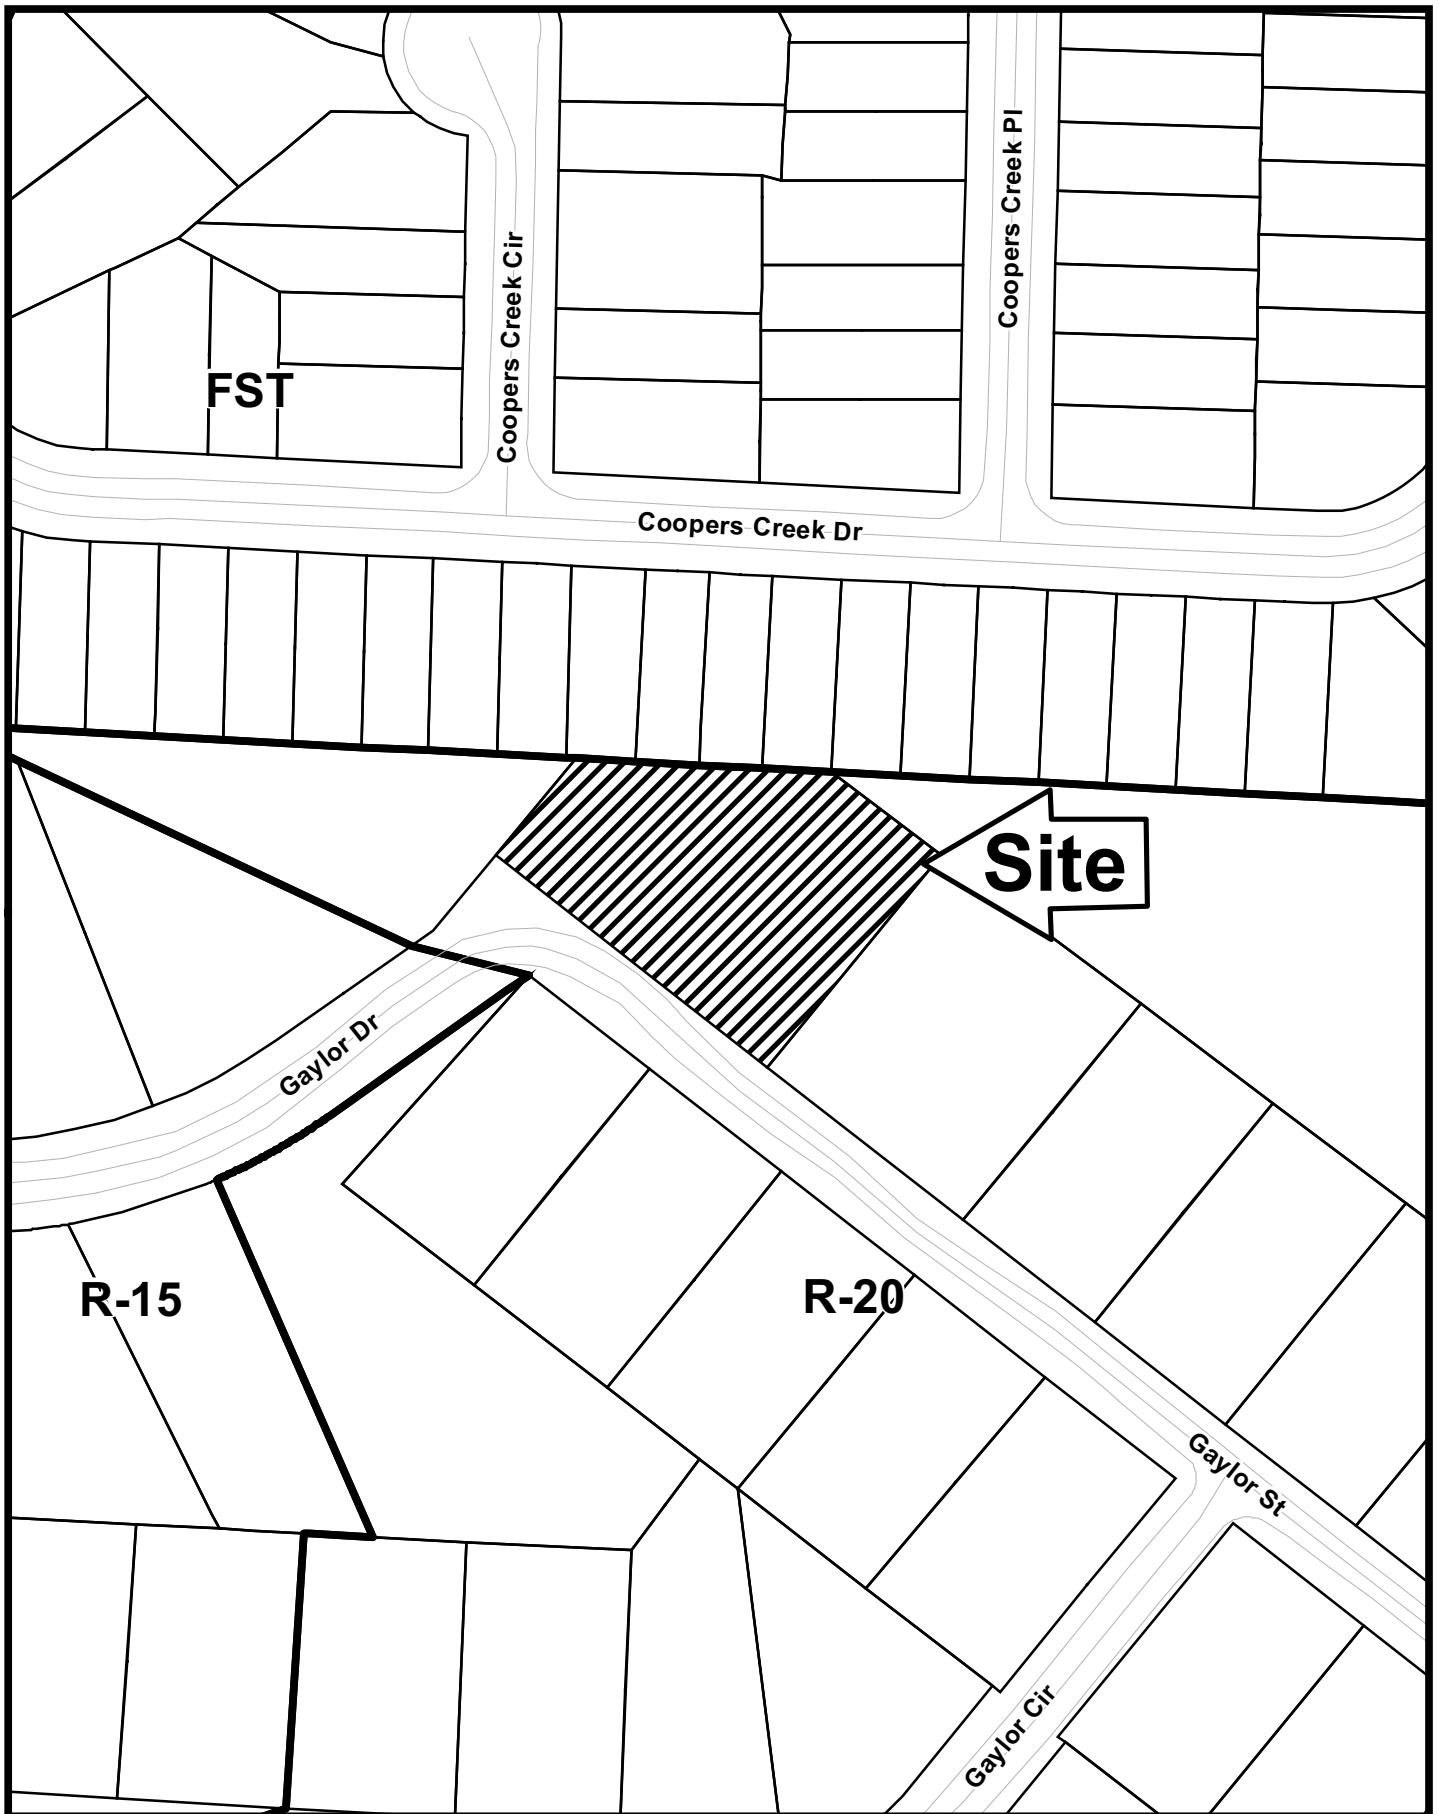 Coopers Creek Pl
Coopers Creek Cir
FST
Coopers Creek Dr
Site
Gaylor Dr
R-15
R-20
Gaylor St
Gaylor Cir